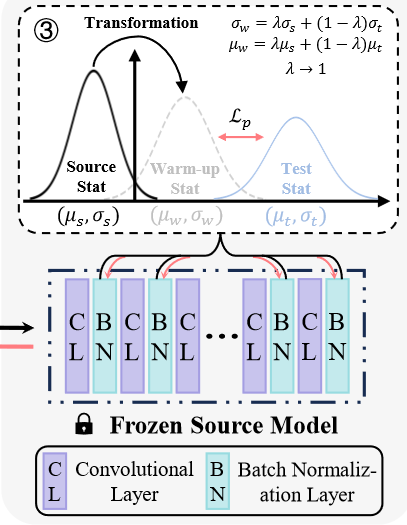 ③ Transformation
σ_w = λσ_s + (1 − λ)σ_t
μ_w = λμ_s + (1 − λ)μ_t
λ → 1
ℒ_p
Source
Stat
Warm-up
Stat
Test
Stat
(μ_s, σ_s) (μ_w, σ_w) (μ_t, σ_t)
C B C B C ... C B C B
L N L N L L N L N
Frozen Source Model
C
L
Convolutional
Layer
B
N
Batch Normaliz-
ation Layer